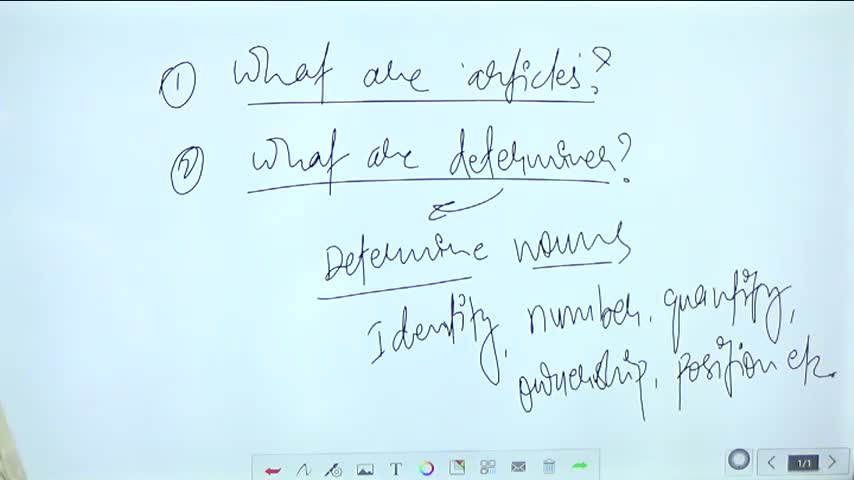 ① What are articles?
② What are determiner?
Determine nouns
Identity, number, quantity,
ownership, position etc.
T
1/1